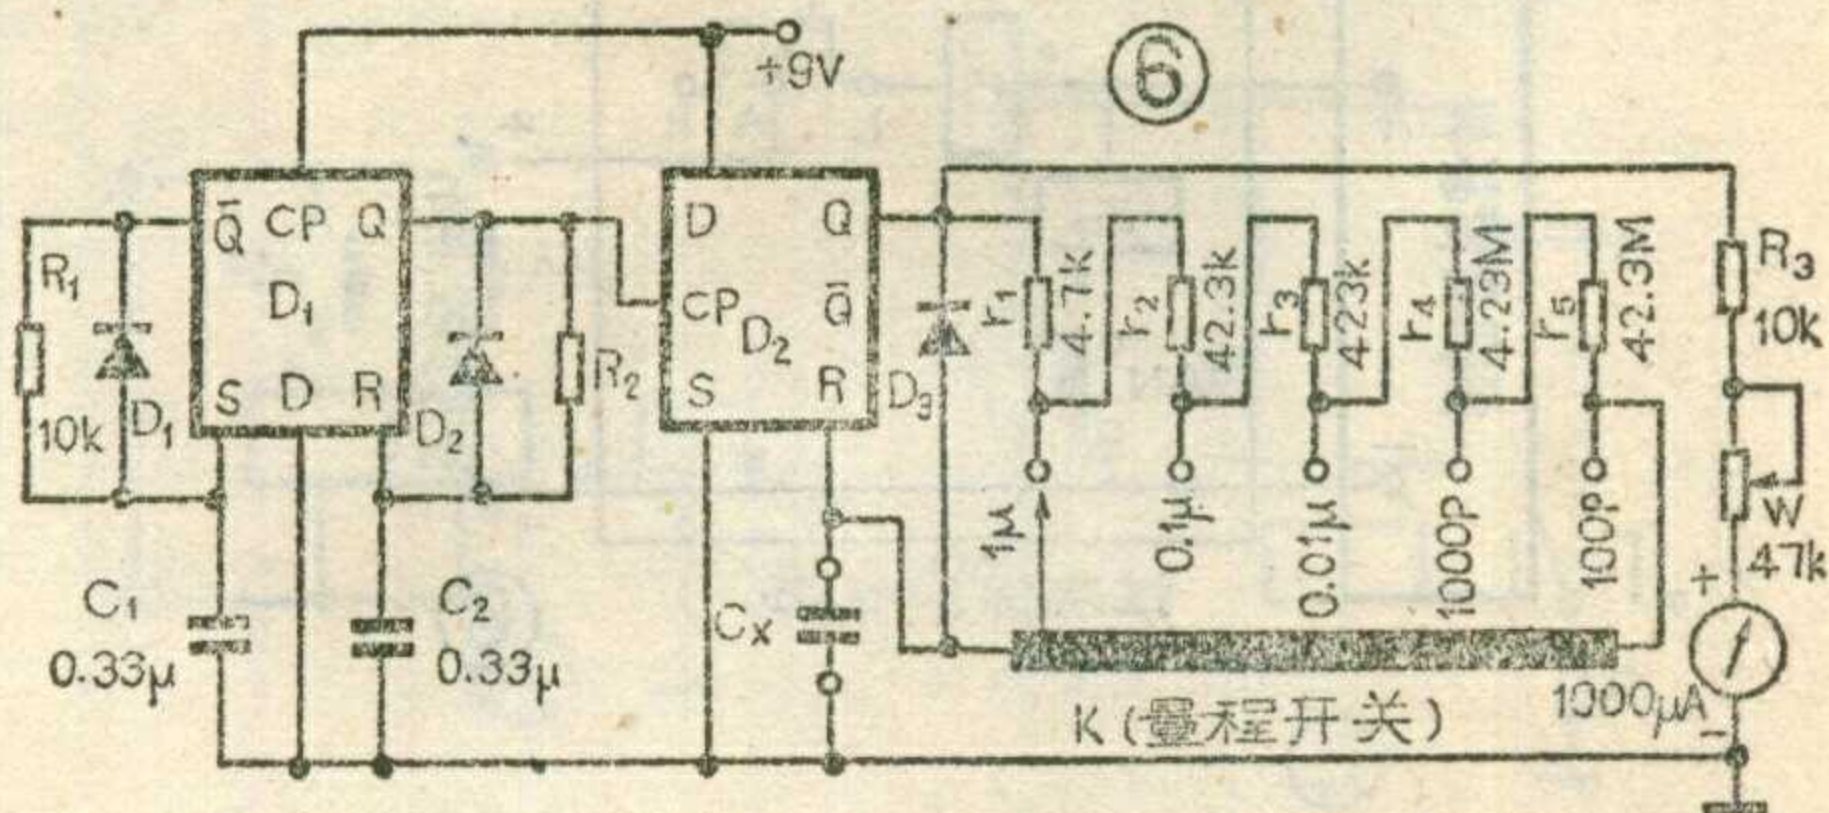 +9V
⑥
Q̄ CP Q
D₁
S D R
R₁
10k
D₁
D₂
R₂
D Q
CP D₂ Q̄
S R
D₃
r₁ 4.7k
r₂ 42.3k
r₃ 423k
r₄ 4.23M
r₅ 42.3M
R₃
10k
W
47k
1μ
0.1μ
0.01μ
1000P
100P
C₁
0.33μ
C₂
0.33μ
Cx
K(量程开关)
+
1000μA
-